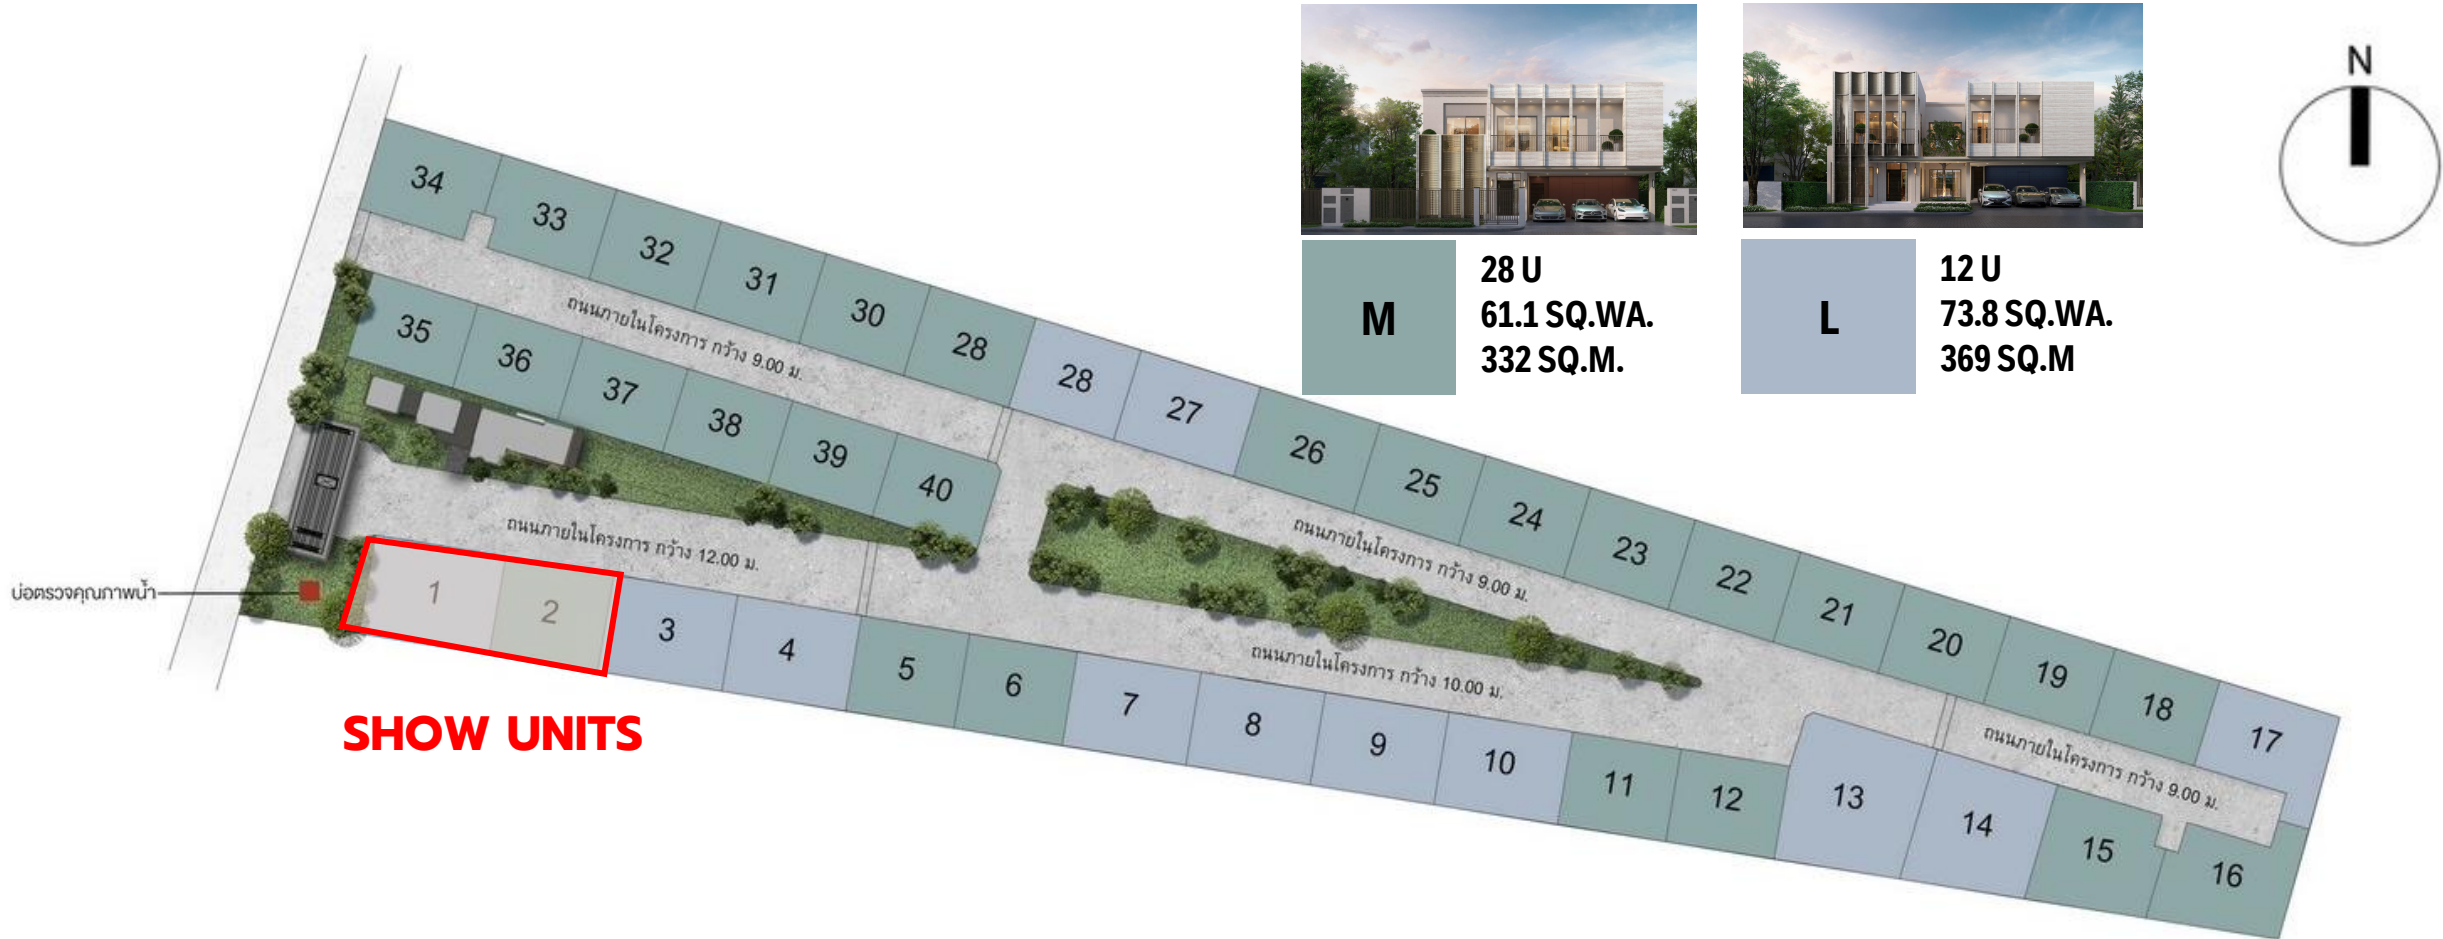 N
M
28 U
61.1 SQ.WA.
332 SQ.M.
L
12 U
73.8 SQ.WA.
369 SQ.M
34
33
32
31
30
28
28
27
26
25
24
23
22
21
20
19
18
17
ถนนภายในโครงการ กว้าง 9.00 ม.
35
36
37
38
39
40
ถนนภายในโครงการ กว้าง 12.00 ม.
ถนนภายในโครงการ กว้าง 9.00 ม.
ถนนภายในโครงการ กว้าง 10.00 ม.
ถนนภายในโครงการ กว้าง 9.00 ม.
บ่อตรวจคุณภาพน้ำ
1
2
3
4
5
6
7
8
9
10
11
12
13
14
15
16
SHOW UNITS